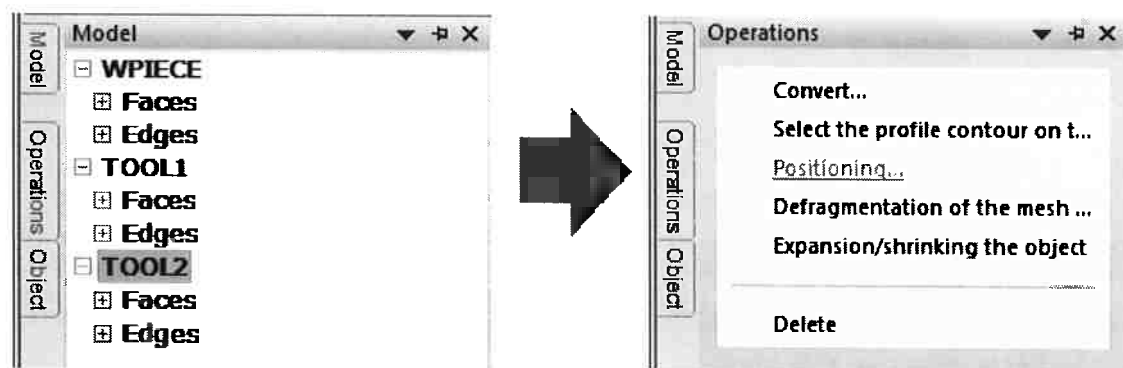 Model
Model
Operations
Object
WPIECE
Faces
Edges
TOOL1
Faces
Edges
TOOL2
Faces
Edges
Operations
Model
Operations
Object
Convert...
Select the profile contour on t...
Positioning...
Defragmentation of the mesh ...
Expansion/shrinking the object
Delete